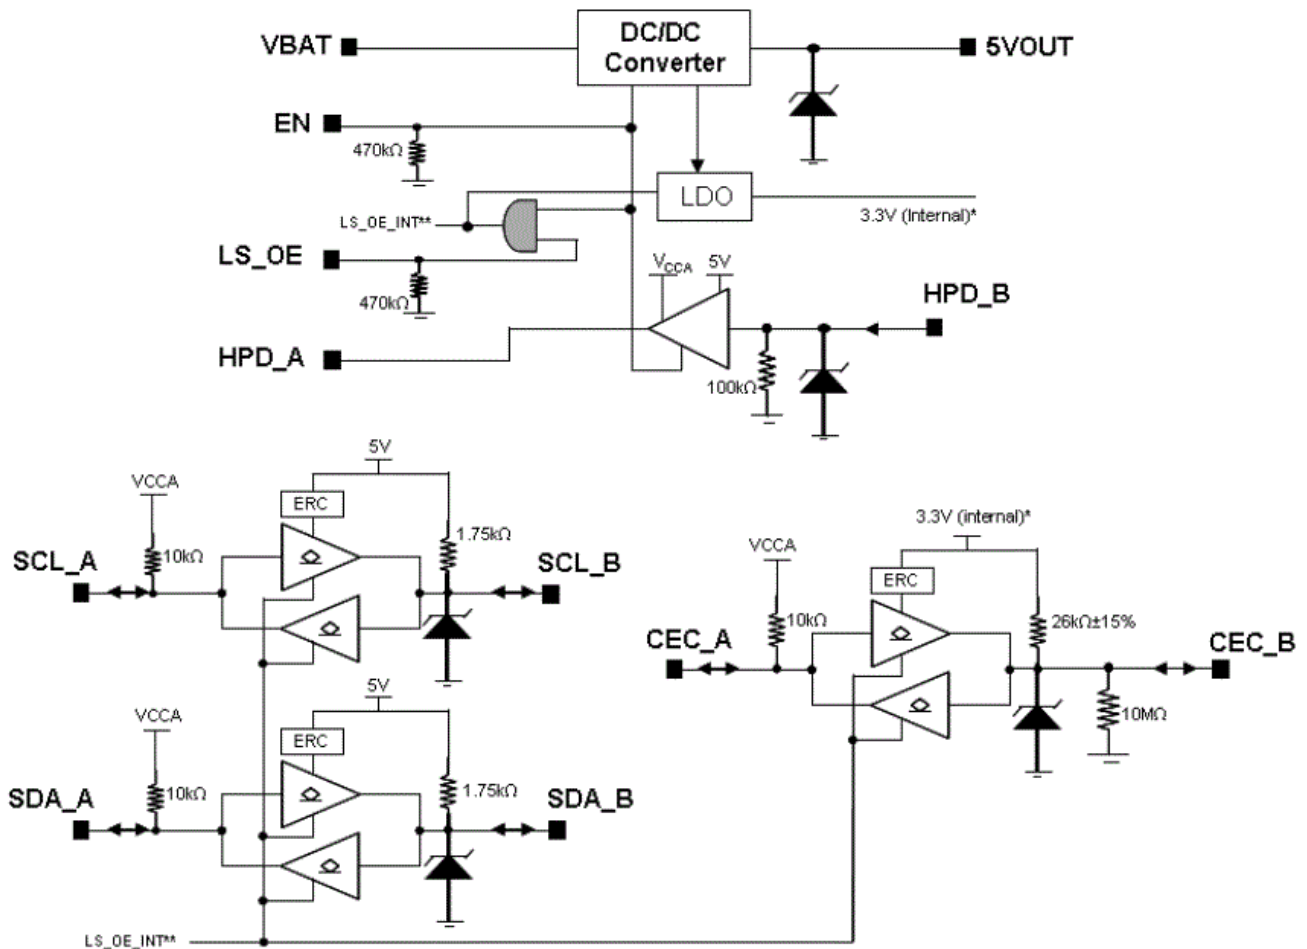 VBAT
DC/DC
Converter
5VOUT
EN
470kΩ
LDO
3.3V (Internal)*
LS_OE_INT**
LS_OE
470kΩ
VCCA
5V
HPD_B
HPD_A
100kΩ
5V
VCCA
ERC
1.75kΩ
SCL_A
10kΩ
SCL_B
3.3V (internal)*
VCCA
ERC
10kΩ
26kΩ±15%
CEC_A
CEC_B
10MΩ
5V
VCCA
ERC
SDA_A
10kΩ
1.75kΩ
SDA_B
LS_OE_INT**